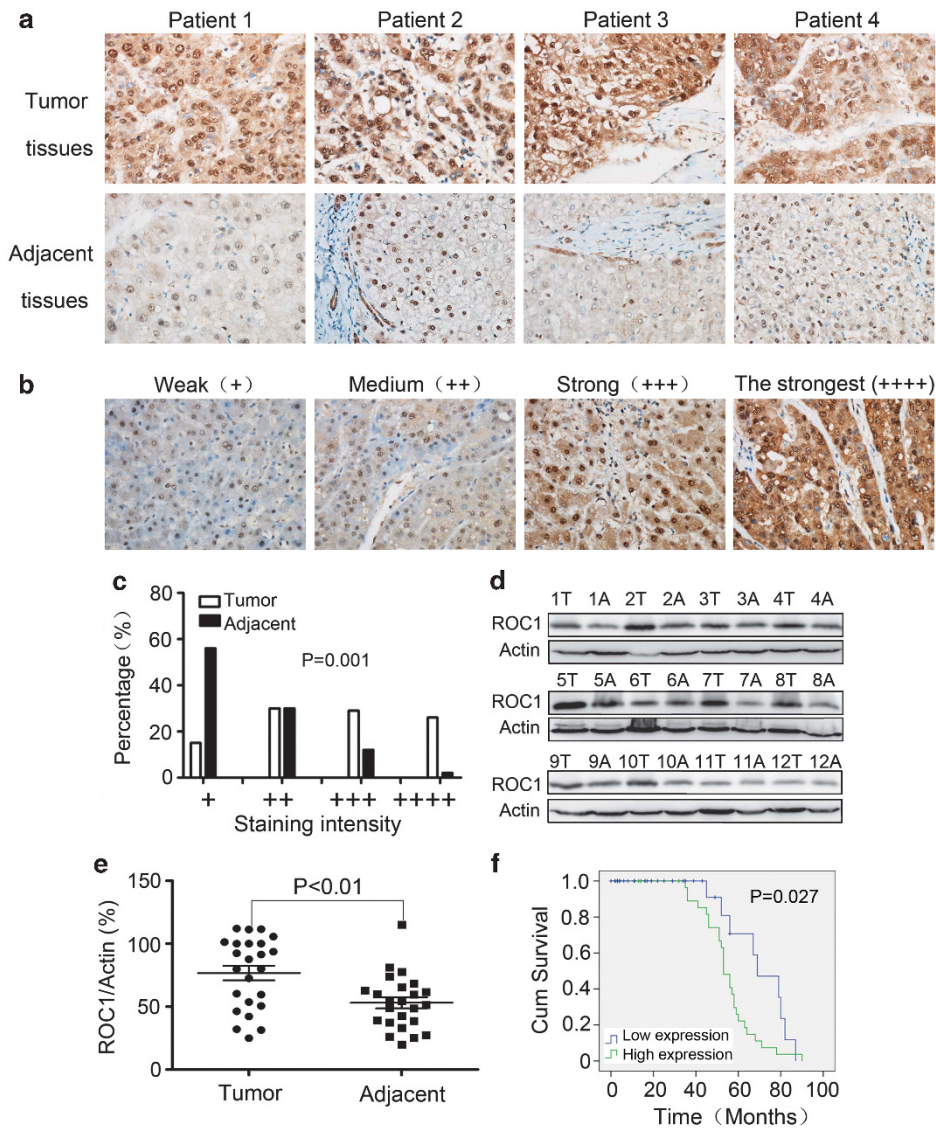 a
Patient 1 Patient 2 Patient 3 Patient 4
Tumor
tissues
Adjacent
tissues
b
Weak（+） Medium（++） Strong（+++） The strongest (++++)
c
80
60
40
20
0
Percentage (%)
Tumor
Adjacent
P=0.001
+ ++ +++ ++++
Staining intensity
d
1T 1A 2T 2A 3T 3A 4T 4A
ROC1
Actin
5T 5A 6T 6A 7T 7A 8T 8A
ROC1
Actin
9T 9A 10T 10A 11T 11A 12T 12A
ROC1
Actin
e
P<0.01
150
100
50
0
ROC1/Actin (%)
Tumor Adjacent
f
P=0.027
1.0
0.8
0.6
0.4
0.2
0
Cum Survival
Low expression
High expression
0 20 40 60 80 100
Time（Months）